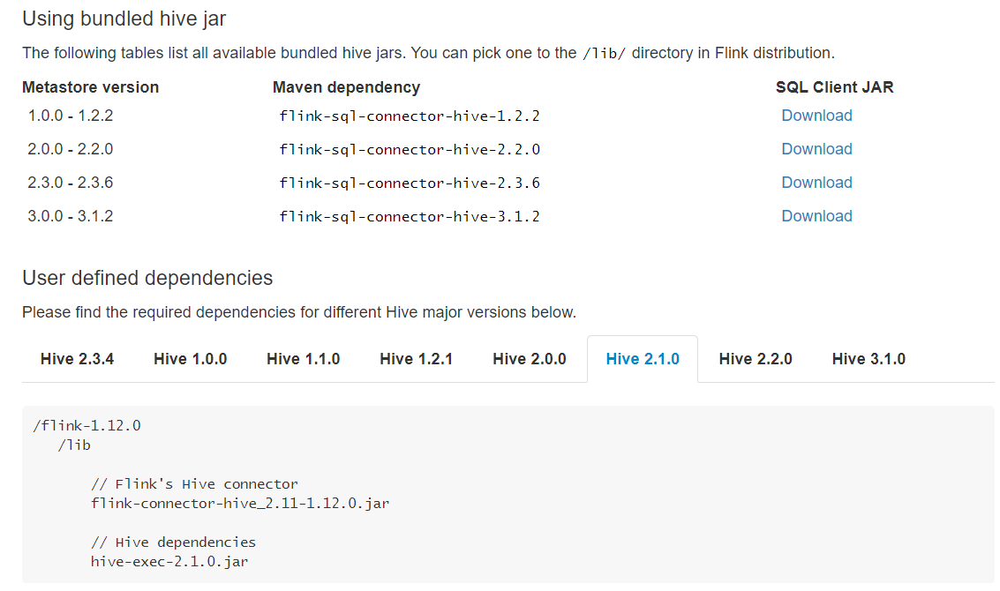 Using bundled hive jar
The following tables list all available bundled hive jars. You can pick one to the /lib/ directory in Flink distribution.
Metastore version Maven dependency SQL Client JAR
1.0.0 - 1.2.2 flink-sql-connector-hive-1.2.2 Download
2.0.0 - 2.2.0 flink-sql-connector-hive-2.2.0 Download
2.3.0 - 2.3.6 flink-sql-connector-hive-2.3.6 Download
3.0.0 - 3.1.2 flink-sql-connector-hive-3.1.2 Download
User defined dependencies
Please find the required dependencies for different Hive major versions below.
Hive 2.3.4 Hive 1.0.0 Hive 1.1.0 Hive 1.2.1 Hive 2.0.0 Hive 2.1.0 Hive 2.2.0 Hive 3.1.0
/flink-1.12.0
/lib
// Flink's Hive connector
flink-connector-hive_2.11-1.12.0.jar
// Hive dependencies
hive-exec-2.1.0.jar